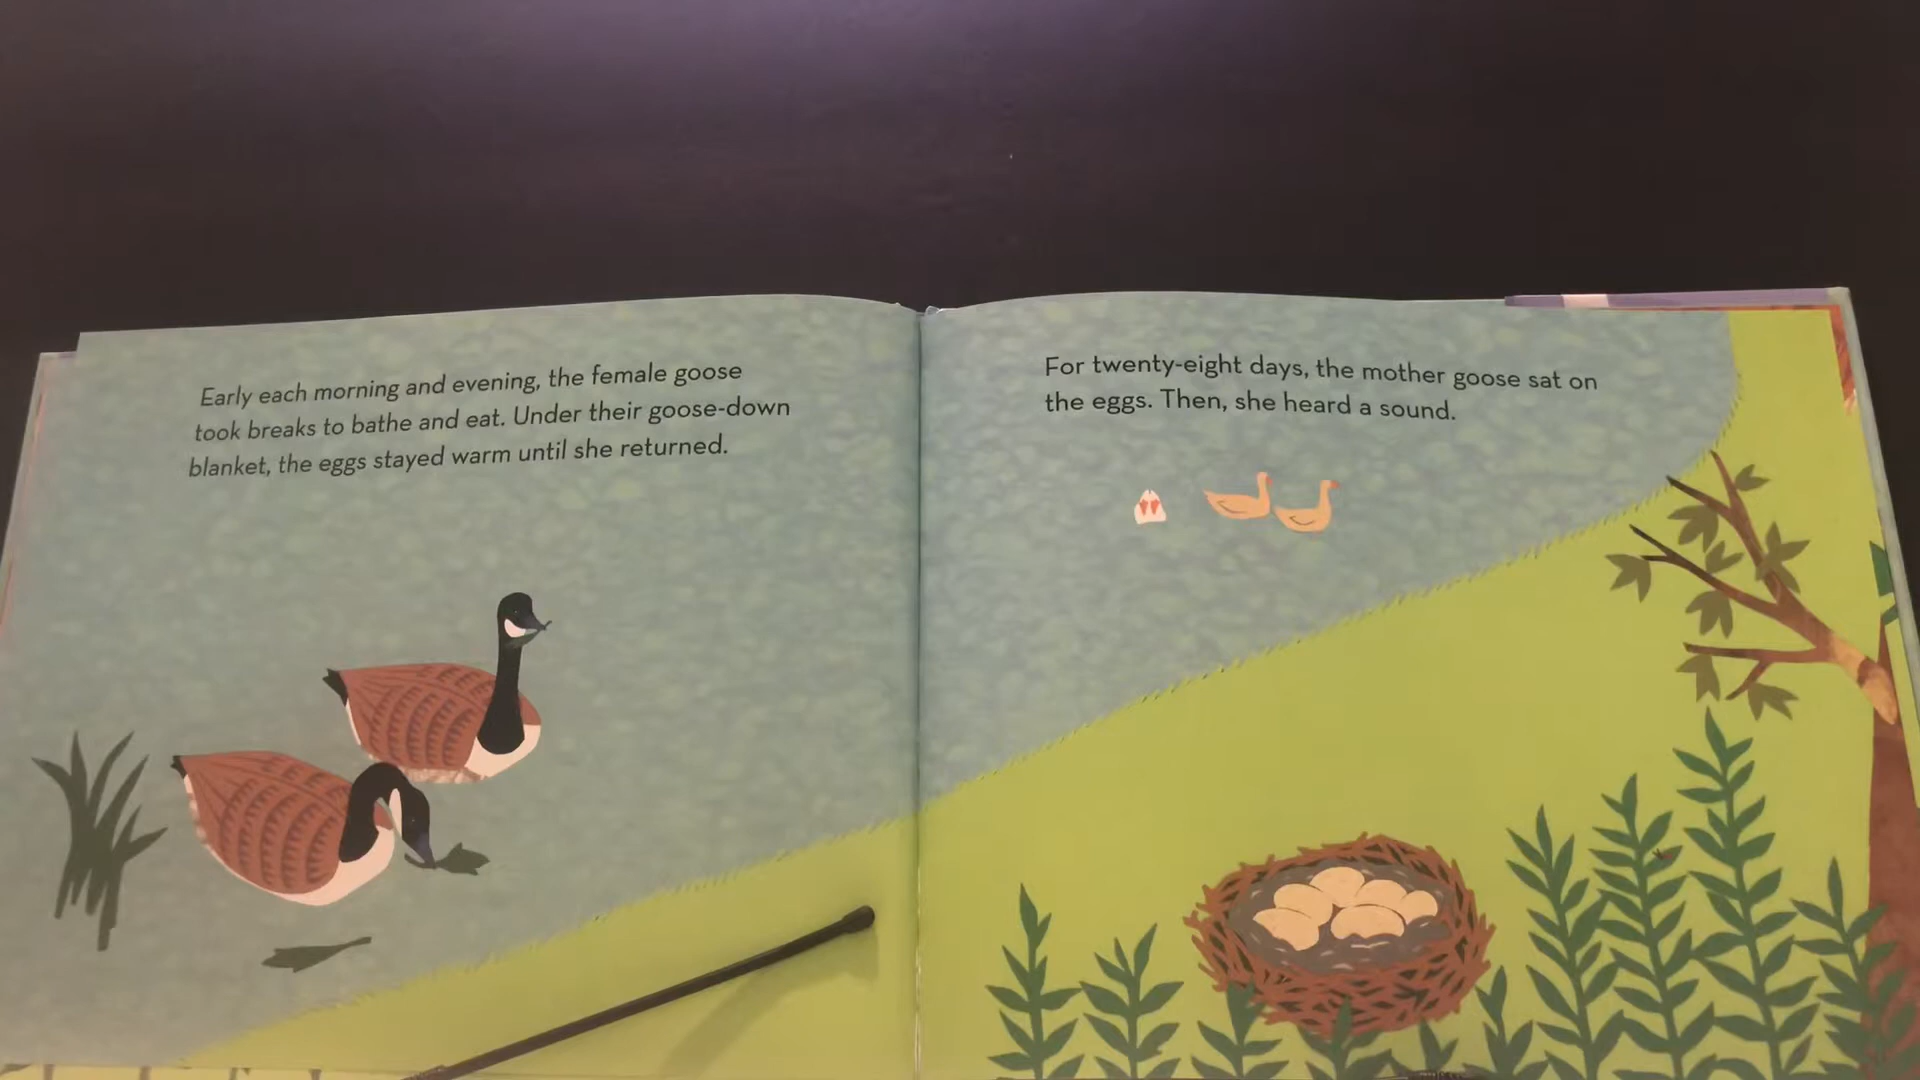 Early each morning and evening, the female goose
took breaks to bathe and eat. Under their goose-down
blanket, the eggs stayed warm until she returned.
For twenty-eight days, the mother goose sat on
the eggs. Then, she heard a sound.